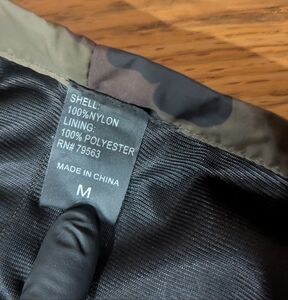 SHELL:
100%NYLON
LINING:
100% POLYESTER
RN# 79563
MADE IN CHINA
M